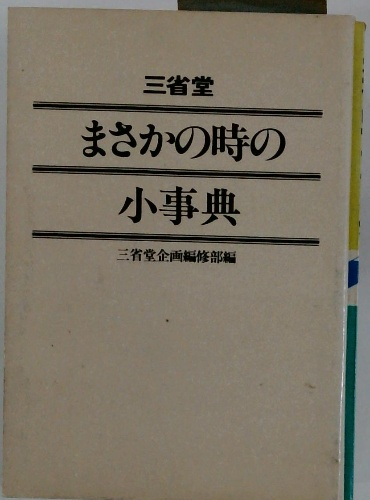 三省堂
まさかの時の
小事典
三省堂企画編修部編